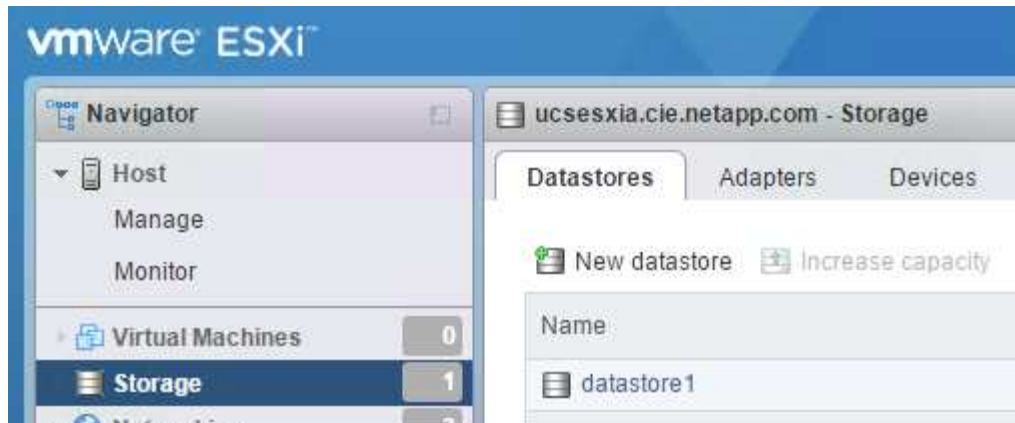 vmware ESXi™
Navigator
Host
Manage
Monitor
Virtual Machines 0
Storage 1
ucsesxia.cie.netapp.com - Storage
Datastores Adapters Devices
New datastore Increase capacity
Name
datastore1